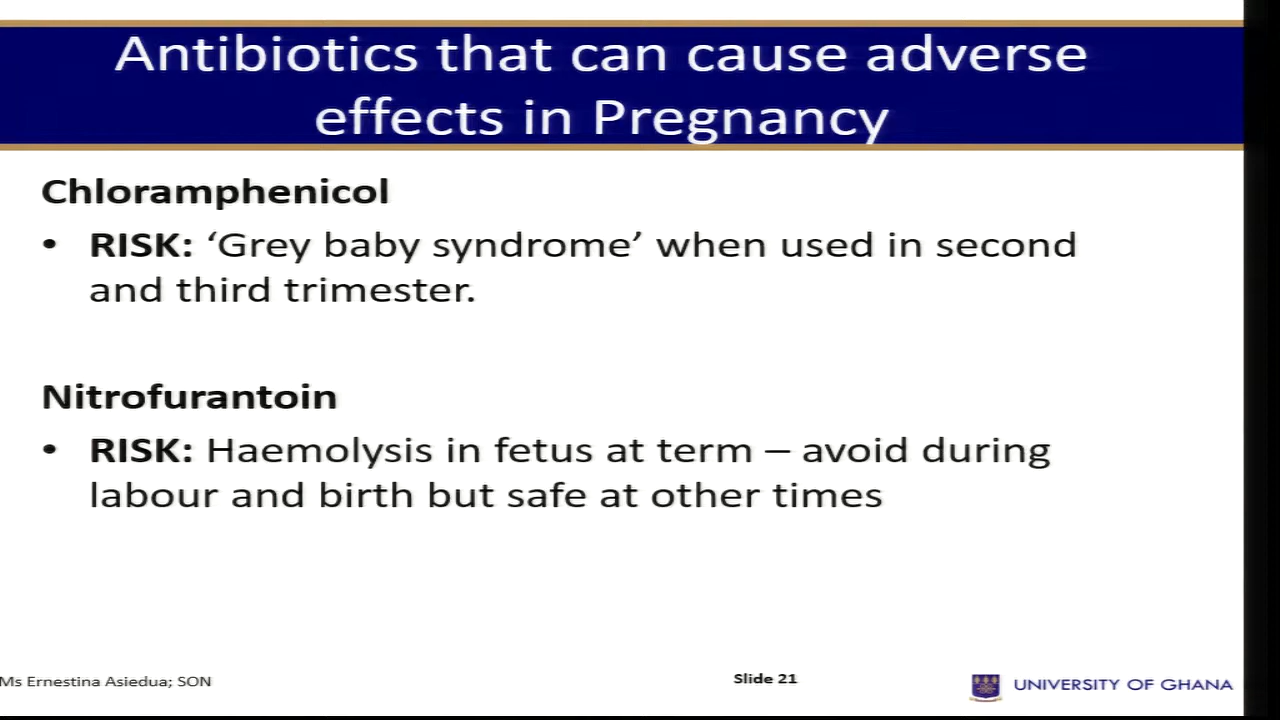 Antibiotics that can cause adverse
effects in Pregnancy
Chloramphenicol
• RISK: ‘Grey baby syndrome’ when used in second
and third trimester.
Nitrofurantoin
• RISK: Haemolysis in fetus at term – avoid during
labour and birth but safe at other times
Ms Ernestina Asiedua; SON
Slide 21
UNIVERSITY OF GHANA